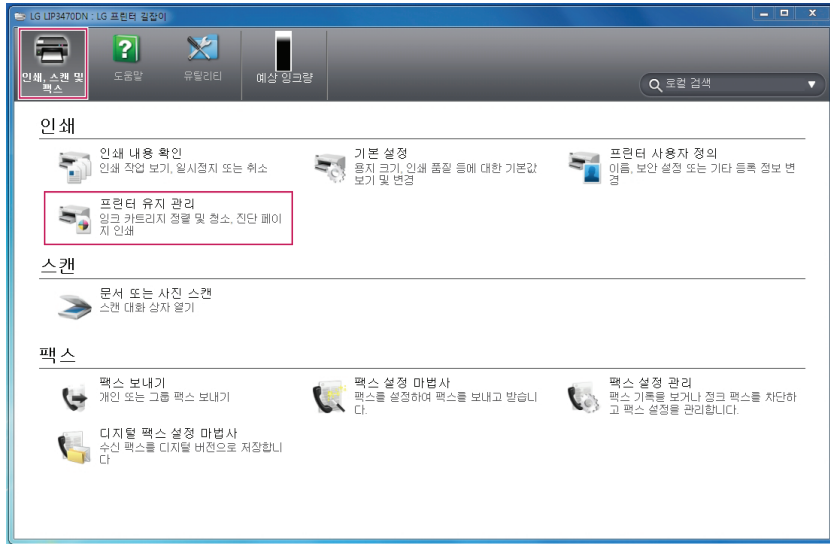 LG LIP3470DN : LG 프린터 길잡이
인쇄, 스캔 및
팩스
도움말
유틸리티
예상 잉크량
로컬 검색
인쇄
인쇄 내용 확인
인쇄 작업 보기, 일시정지 또는 취소
기본 설정
용지 크기, 인쇄 품질 등에 대한 기본값
보기 및 변경
프린터 사용자 정의
이름, 보안 설정 또는 기타 등록 정보 변
경
프린터 유지 관리
잉크 카트리지 정렬 및 청소, 진단 페이
지 인쇄
스캔
문서 또는 사진 스캔
스캔 대화 상자 열기
팩스
팩스 보내기
개인 또는 그룹 팩스 보내기
팩스 설정 마법사
팩스를 설정하여 팩스를 보내고 받습니
다.
팩스 설정 관리
팩스 기록을 보거나 정크 팩스를 차단하
고 팩스 설정을 관리합니다.
디지털 팩스 설정 마법사
수신 팩스를 디지털 버전으로 저장합니
다